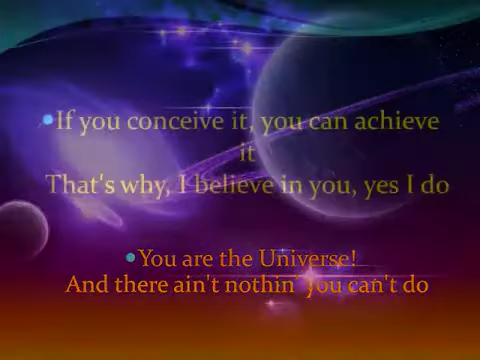 •If you conceive it, you can achieve
it
That's why, I believe in you, yes I do
•You are the Universe!
And there ain't nothin' you can't do